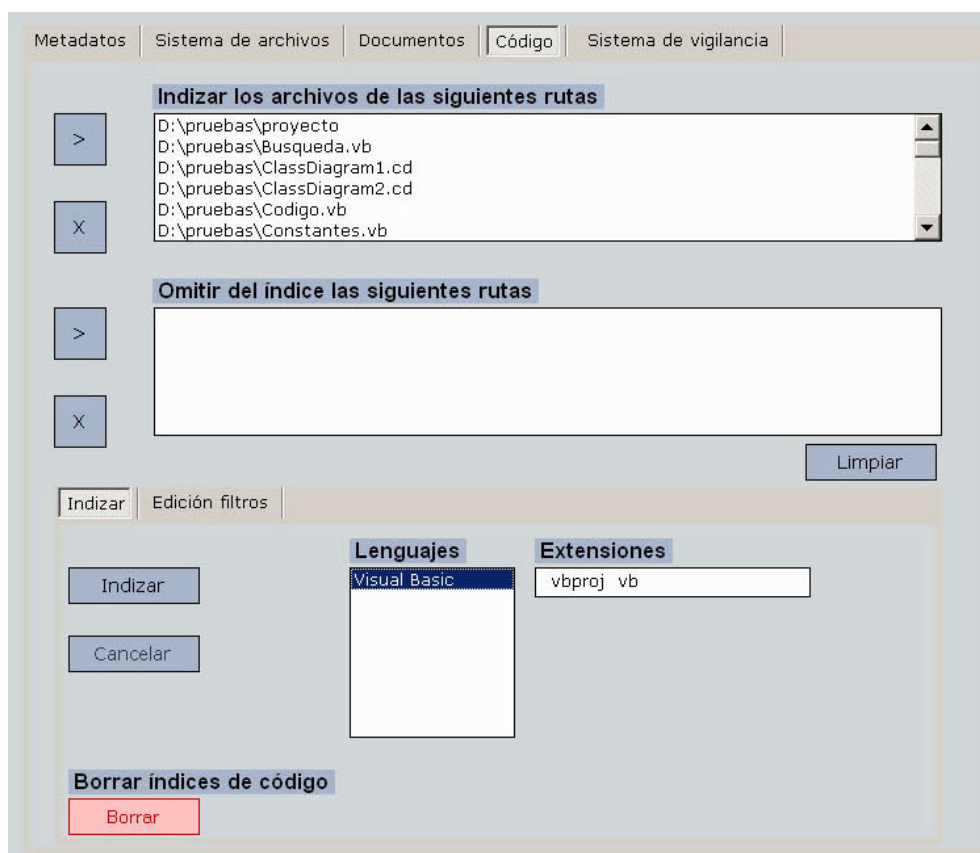 Metadatos Sistema de archivos Documentos Código Sistema de vigilancia
Indizar los archivos de las siguientes rutas
>
X
D:\pruebas\proyecto
D:\pruebas\Busqueda.vb
D:\pruebas\ClassDiagram1.cd
D:\pruebas\ClassDiagram2.cd
D:\pruebas\Codigo.vb
D:\pruebas\Constantes.vb
Omitir del índice las siguientes rutas
>
X
Limpiar
Indizar Edición filtros
Indizar
Cancelar
Lenguajes
Visual Basic
Extensiones
vbproj vb
Borrar índices de código
Borrar